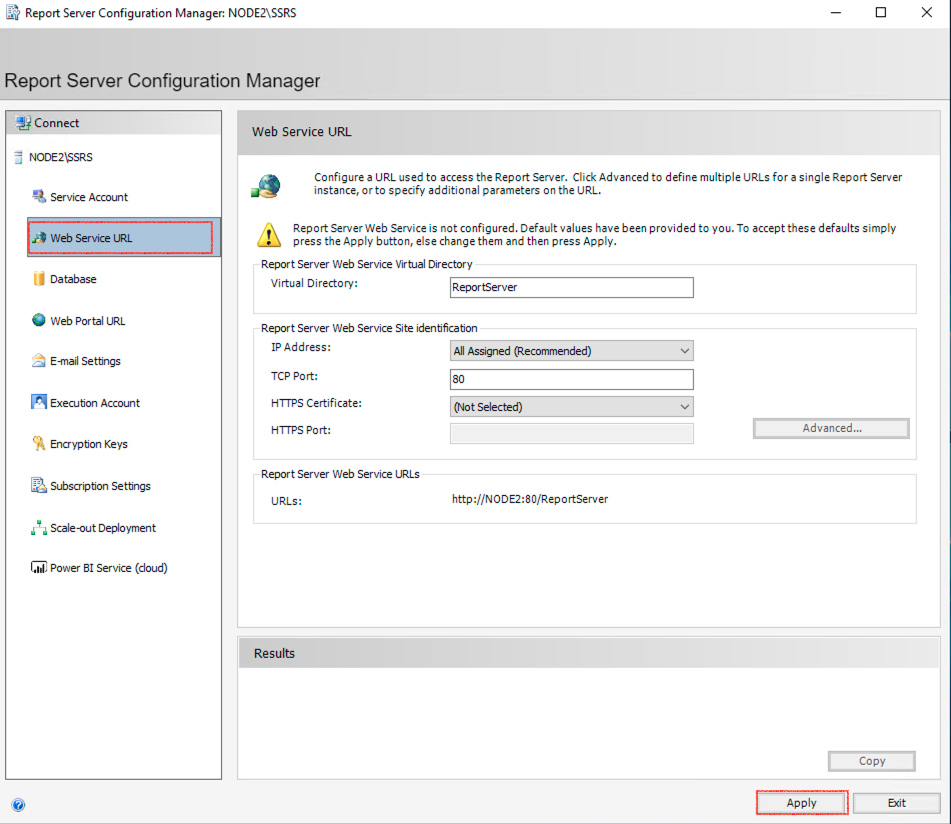 Report Server Configuration Manager: NODE2\SSRS
Report Server Configuration Manager
Connect
NODE2\SSRS
Service Account
Web Service URL
Database
Web Portal URL
E-mail Settings
Execution Account
Encryption Keys
Subscription Settings
Scale-out Deployment
Power BI Service (cloud)
Web Service URL
Configure a URL used to access the Report Server.  Click Advanced to define multiple URLs for a single Report Server
instance, or to specify additional parameters on the URL.
Report Server Web Service is not configured. Default values have been provided to you. To accept these defaults simply
press the Apply button, else change them and then press Apply.
Report Server Web Service Virtual Directory
Virtual Directory: ReportServer
Report Server Web Service Site identification
IP Address: All Assigned (Recommended)
TCP Port: 80
HTTPS Certificate: (Not Selected)
HTTPS Port:
Advanced...
Report Server Web Service URLs
URLs: http://NODE2:80/ReportServer
Results
Copy
? Apply Exit